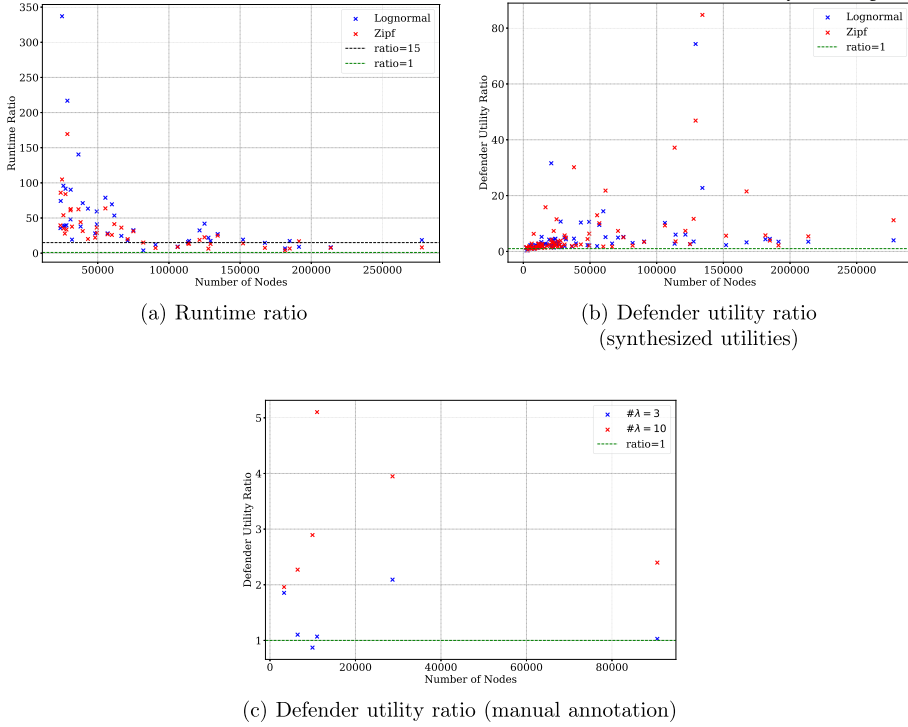 350
300
250
200
150
100
50
0
Runtime Ratio
Lognormal
Zipf
ratio=15
ratio=1
50000 100000 150000 200000 250000
Number of Nodes
(a) Runtime ratio
80
60
40
20
0
Defender Utility Ratio
Lognormal
Zipf
ratio=1
0 50000 100000 150000 200000 250000
Number of Nodes
(b) Defender utility ratio
(synthesized utilities)
5
4
3
2
1
Defender Utility Ratio
#λ = 3
#λ = 10
ratio=1
0 20000 40000 60000 80000
Number of Nodes
(c) Defender utility ratio (manual annotation)